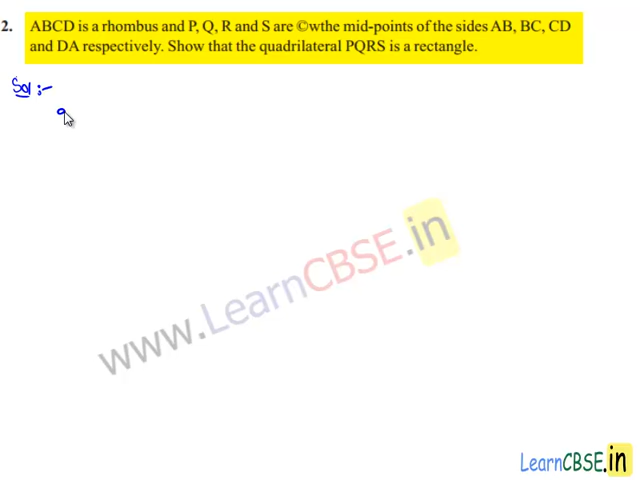 2. ABCD is a rhombus and P, Q, R and S are ©wthe mid-points of the sides AB, BC, CD
and DA respectively. Show that the quadrilateral PQRS is a rectangle.
Sol :-
www.LearnCBSE.in
LearnCBSE.in